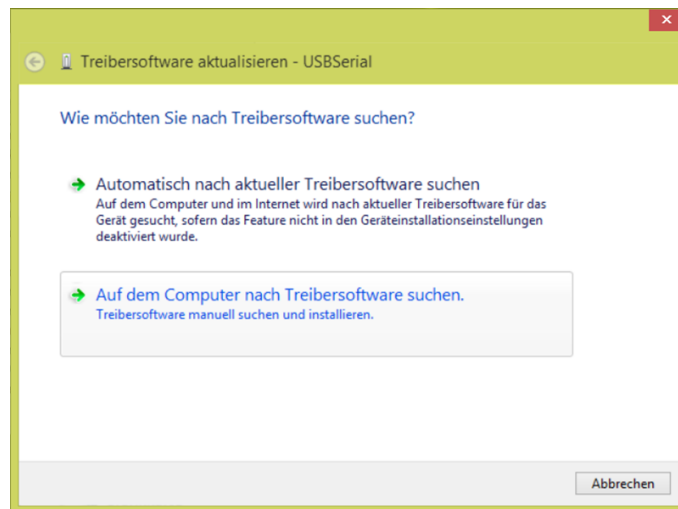 Treibersoftware aktualisieren - USBSerial
Wie möchten Sie nach Treibersoftware suchen?
Automatisch nach aktueller Treibersoftware suchen
Auf dem Computer und im Internet wird nach aktueller Treibersoftware für das
Gerät gesucht, sofern das Feature nicht in den Geräteinstallationseinstellungen
deaktiviert wurde.
Auf dem Computer nach Treibersoftware suchen.
Treibersoftware manuell suchen und installieren.
Abbrechen